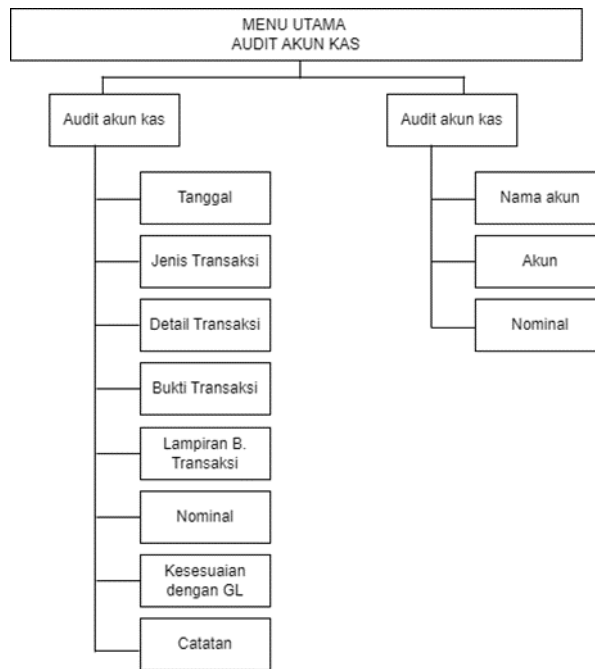 MENU UTAMA
AUDIT AKUN KAS
Audit akun kas
Audit akun kas
Tanggal
Jenis Transaksi
Detail Transaksi
Bukti Transaksi
Lampiran B.
Transaksi
Nominal
Kesesuaian
dengan GL
Catatan
Nama akun
Akun
Nominal